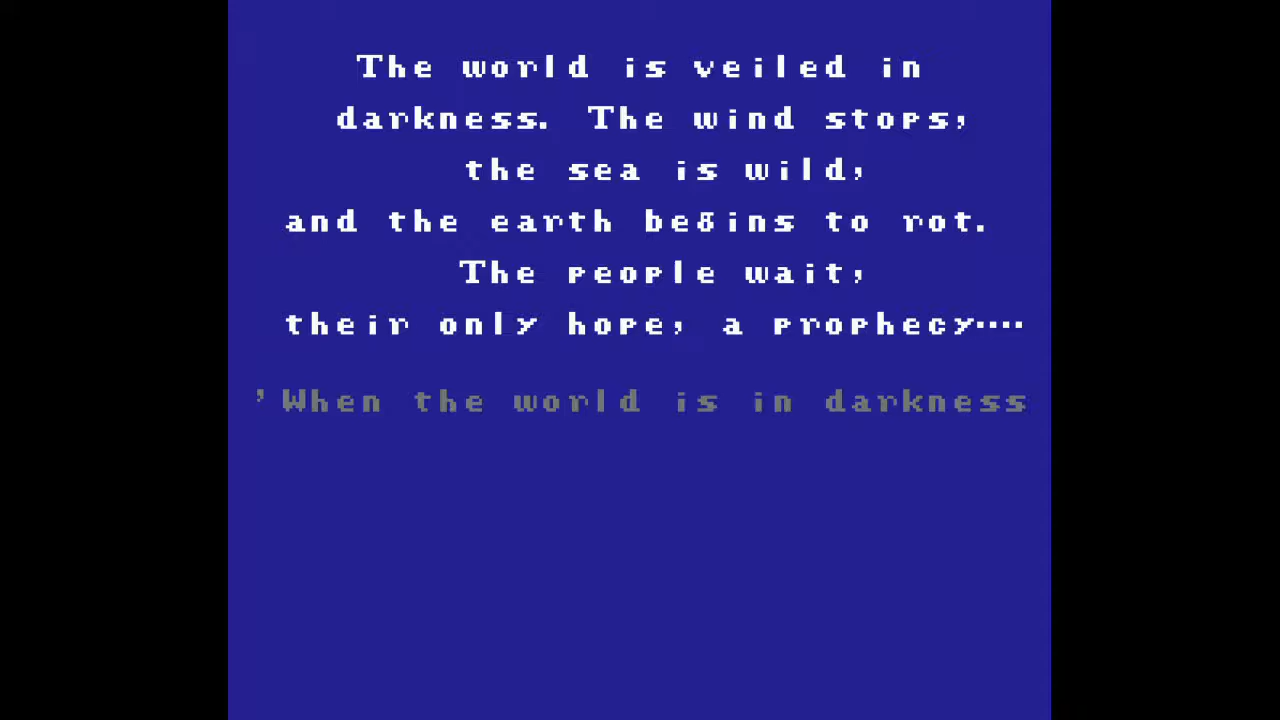 The world is veiled in
darkness. The wind stops,
the sea is wild,
and the earth begins to rot.
The people wait,
their only hope, a prophecy....
'When the world is in darkness